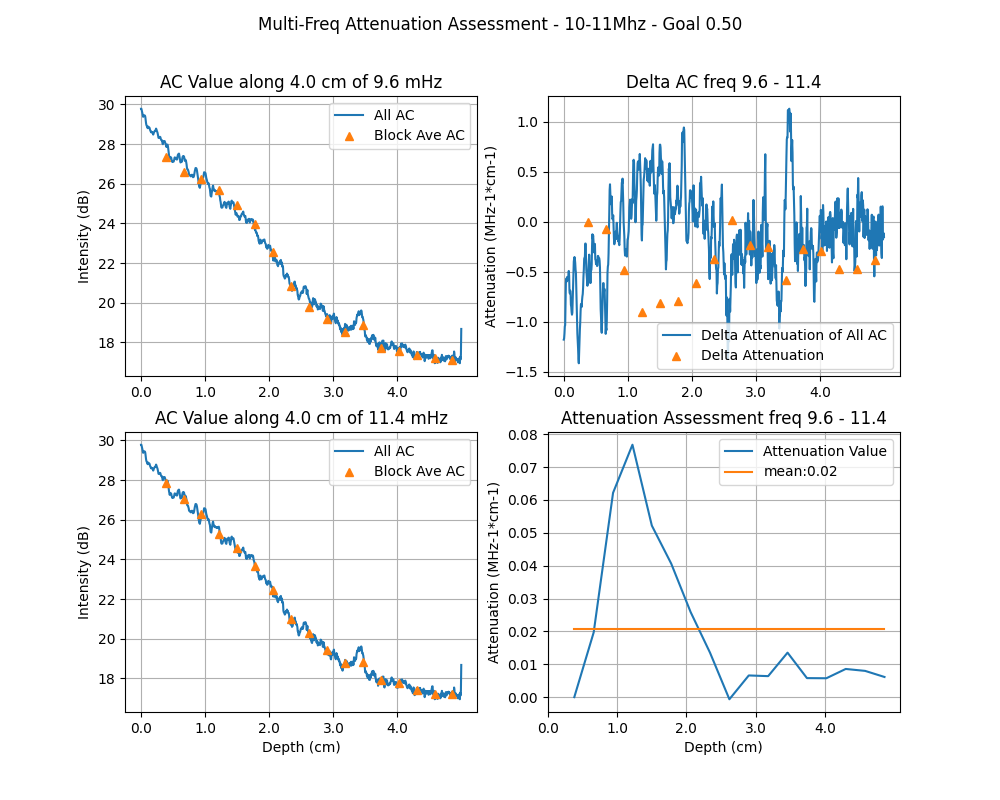 Multi-Freq Attenuation Assessment - 10-11Mhz - Goal 0.50
AC Value along 4.0 cm of 9.6 mHz
30
28
26
24
22
20
18
Intensity (dB)
All AC
Block Ave AC
0.0 1.0 2.0 3.0 4.0
Delta AC freq 9.6 - 11.4
1.0
0.5
0.0
−0.5
−1.0
−1.5
Attenuation (MHz-1*cm-1)
Delta Attenuation of All AC
Delta Attenuation
0.0 1.0 2.0 3.0 4.0
AC Value along 4.0 cm of 11.4 mHz
30
28
26
24
22
20
18
Intensity (dB)
All AC
Block Ave AC
0.0 1.0 2.0 3.0 4.0
Depth (cm)
Attenuation Assessment freq 9.6 - 11.4
0.08
0.07
0.06
0.05
0.04
0.03
0.02
0.01
0.00
Attenuation (MHz-1*cm-1)
Attenuation Value
mean:0.02
0.0 1.0 2.0 3.0 4.0
Depth (cm)